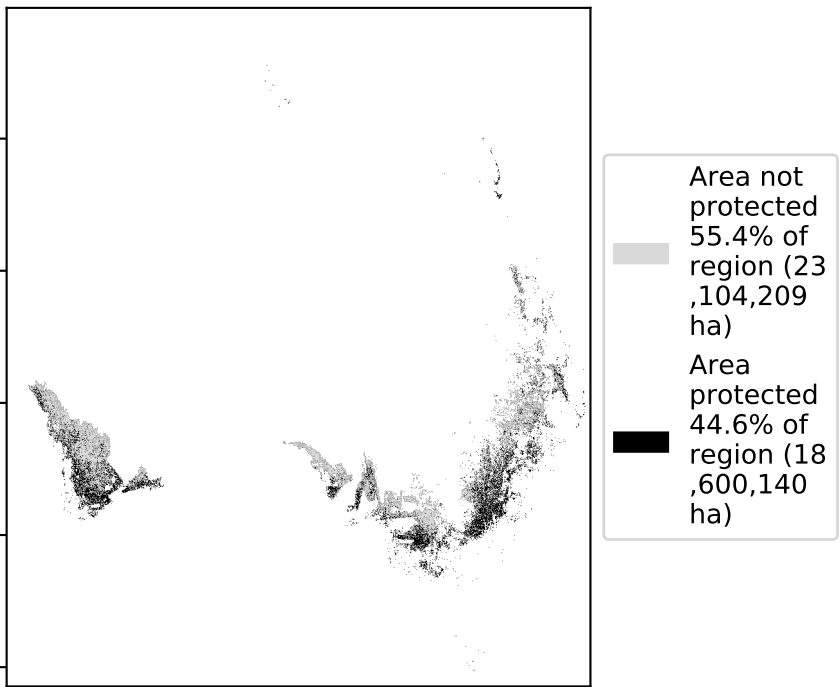 Area not
protected
55.4% of
region (23
,104,209
ha)
Area
protected
44.6% of
region (18
,600,140
ha)